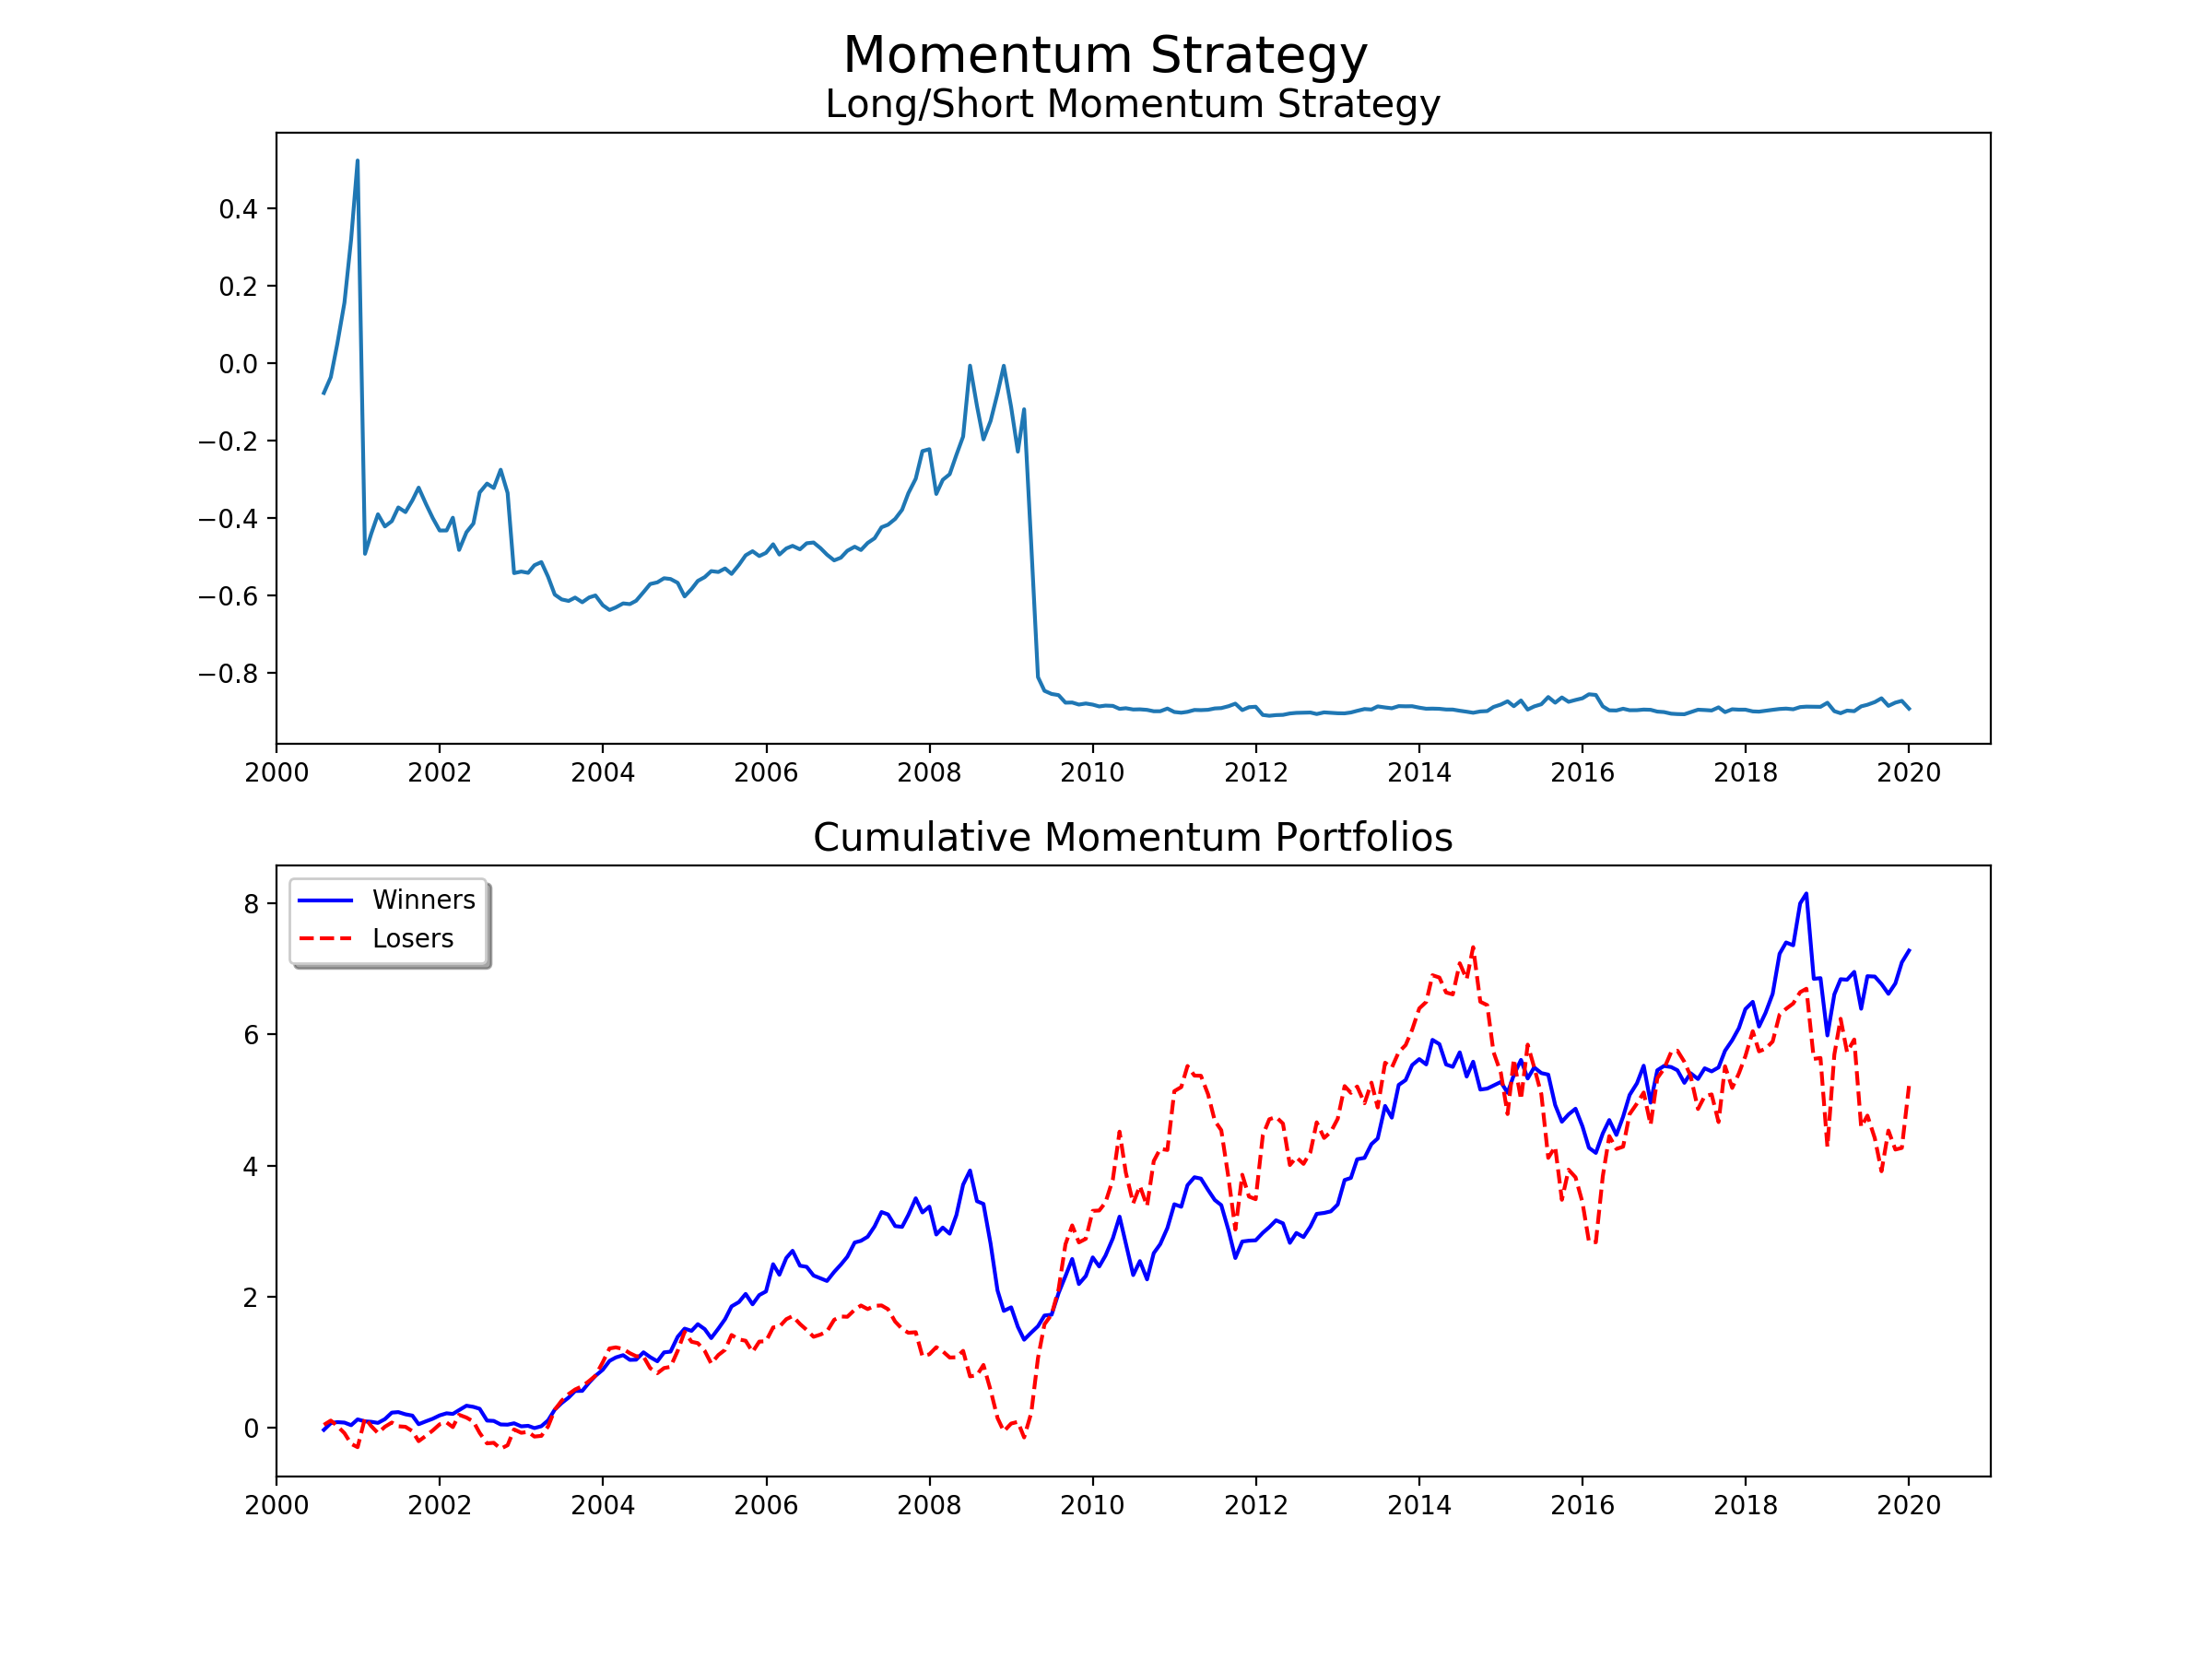 Momentum Strategy
Long/Short Momentum Strategy
0.4
0.2
0.0
−0.2
−0.4
−0.6
−0.8
2000 2002 2004 2006 2008 2010 2012 2014 2016 2018 2020
Cumulative Momentum Portfolios
Winners
Losers
8
6
4
2
0
2000 2002 2004 2006 2008 2010 2012 2014 2016 2018 2020